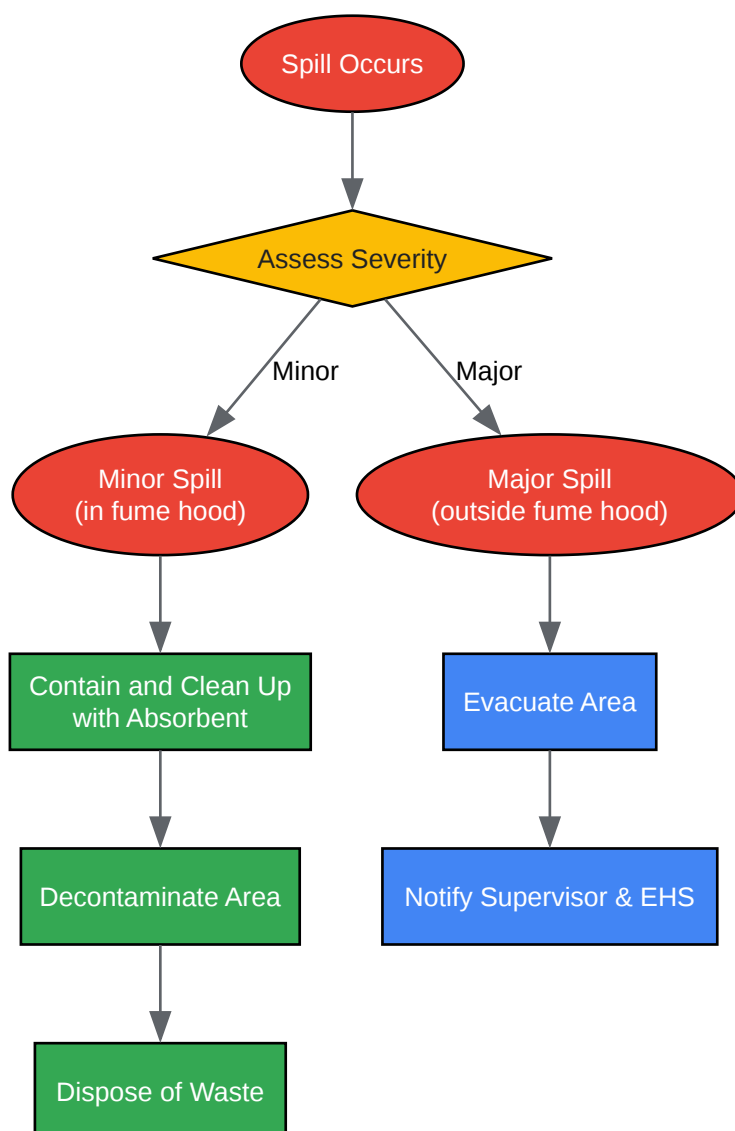 Spill Occurs
Assess Severity
Minor
Major
Minor Spill
(in fume hood)
Major Spill
(outside fume hood)
Contain and Clean Up
with Absorbent
Evacuate Area
Decontaminate Area
Notify Supervisor & EHS
Dispose of Waste